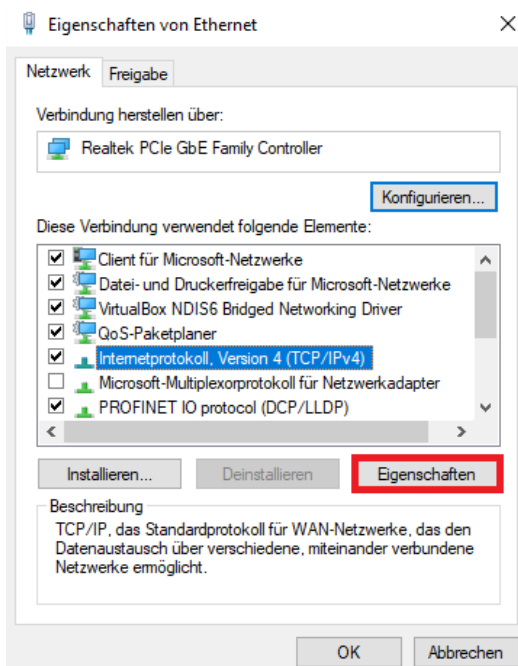 Eigenschaften von Ethernet
Netzwerk Freigabe
Verbindung herstellen über:
Realtek PCIe GbE Family Controller
Konfigurieren...
Diese Verbindung verwendet folgende Elemente:
Client für Microsoft-Netzwerke
Datei- und Druckerfreigabe für Microsoft-Netzwerke
VirtualBox NDIS6 Bridged Networking Driver
QoS-Paketplaner
Internetprotokoll, Version 4 (TCP/IPv4)
Microsoft-Multiplexorprotokoll für Netzwerkadapter
PROFINET IO protocol (DCP/LLDP)
Installieren... Deinstallieren Eigenschaften
Beschreibung
TCP/IP, das Standardprotokoll für WAN-Netzwerke, das den
Datenaustausch über verschiedene, miteinander verbundene
Netzwerke ermöglicht.
OK Abbrechen